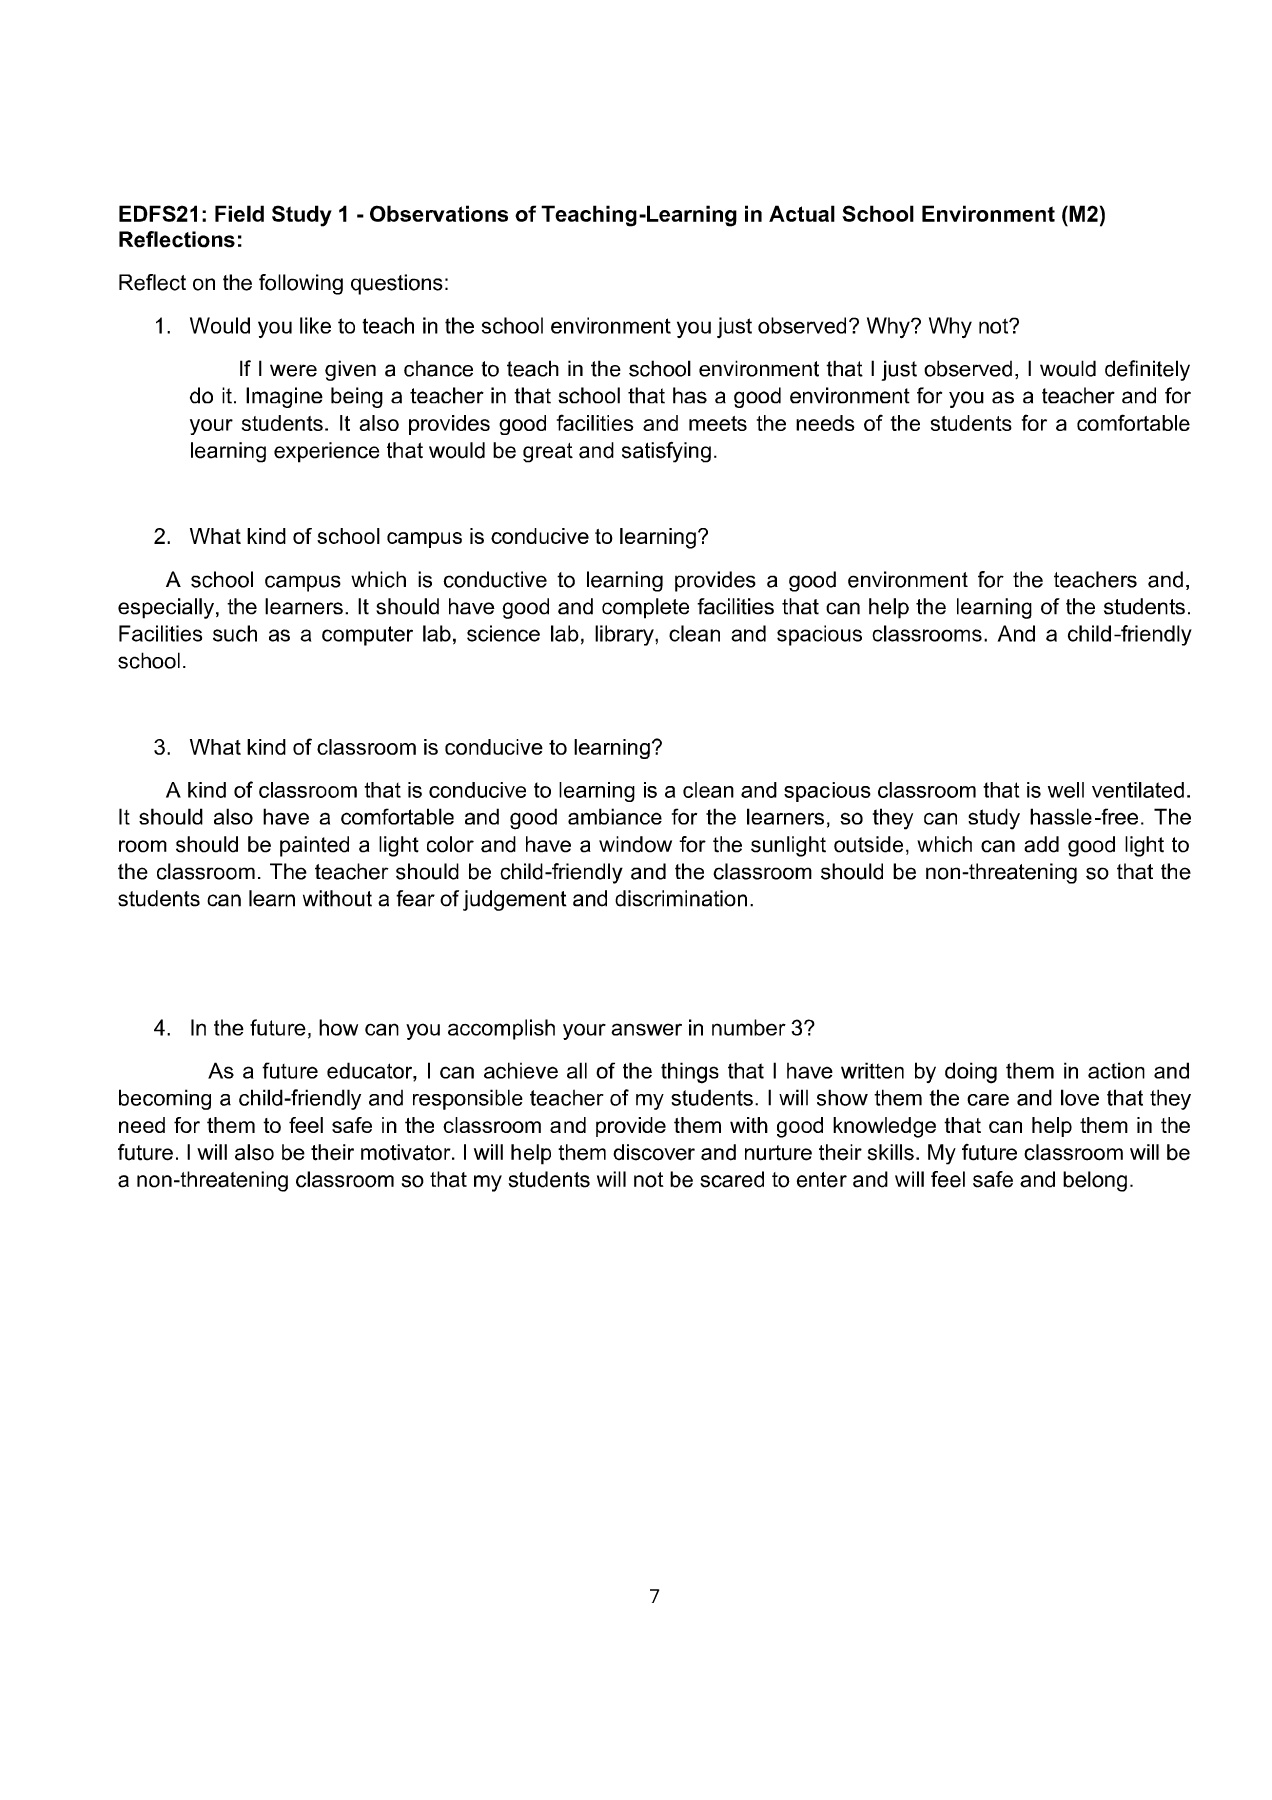 EDFS21: Field Study 1 - Observations of Teaching-Learning in Actual School Environment (M2)
Reflections:
Reflect on the following questions:
1. Would you like to teach in the school environment you just observed? Why? Why not?
If I were given a chance to teach in the school environment that I just observed, I would definitely
do it. Imagine being a teacher in that school that has a good environment for you as a teacher and for
your students. It also provides good facilities and meets the needs of the students for a comfortable
learning experience that would be great and satisfying.
2. What kind of school campus is conducive to learning?
A school campus which is conductive to learning provides a good environment for the teachers and,
especially, the learners. It should have good and complete facilities that can help the learning of the students.
Facilities such as a computer lab, science lab, library, clean and spacious classrooms. And a child-friendly
school.
3. What kind of classroom is conducive to learning?
A kind of classroom that is conducive to learning is a clean and spacious classroom that is well ventilated.
It should also have a comfortable and good ambiance for the learners, so they can study hassle-free. The
room should be painted a light color and have a window for the sunlight outside, which can add good light to
the classroom. The teacher should be child-friendly and the classroom should be non-threatening so that the
students can learn without a fear of judgement and discrimination.
4. In the future, how can you accomplish your answer in number 3?
As a future educator, I can achieve all of the things that I have written by doing them in action and
becoming a child-friendly and responsible teacher of my students. I will show them the care and love that they
need for them to feel safe in the classroom and provide them with good knowledge that can help them in the
future. I will also be their motivator. I will help them discover and nurture their skills. My future classroom will be
a non-threatening classroom so that my students will not be scared to enter and will feel safe and belong.
7